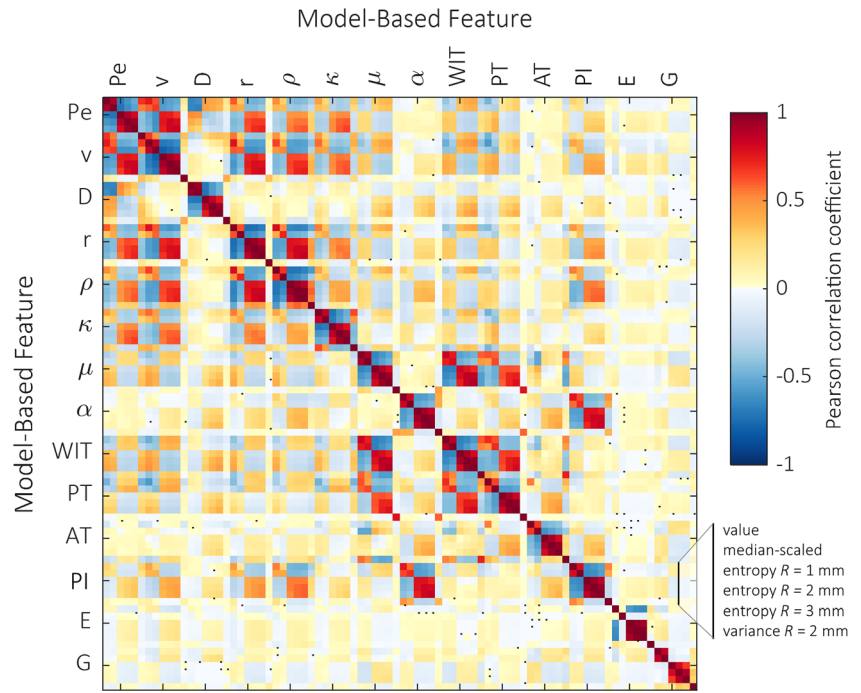 Model-Based Feature
Pe v D r ρ κ μ α WIT PT AT PI E G
Model-Based Feature
Pe
v
D
r
ρ
κ
μ
α
WIT
PT
AT
PI
E
G
1
0.5
0
-0.5
-1
Pearson correlation coefficient
value
median-scaled
entropy R = 1 mm
entropy R = 2 mm
entropy R = 3 mm
variance R = 2 mm